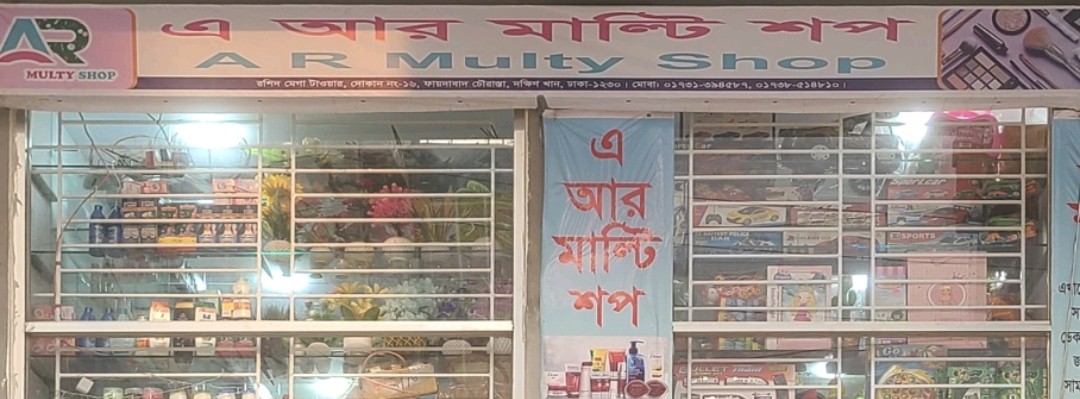 AR
MULTY SHOP
এ আর মাল্টি শপ
A R Multy Shop
রশিদ মেগা টাওয়ার, দোকান নং-১৬, ফায়দাবাদ চৌরাস্তা, দক্ষিণ খান, ঢাকা-১২৩০। মোবা: ০১৭৩১-৩৯৪৫৮৭, ০১৭৩৮-৫১৪৮১০।
এ
আর
মাল্টি
শপ
SPORTS